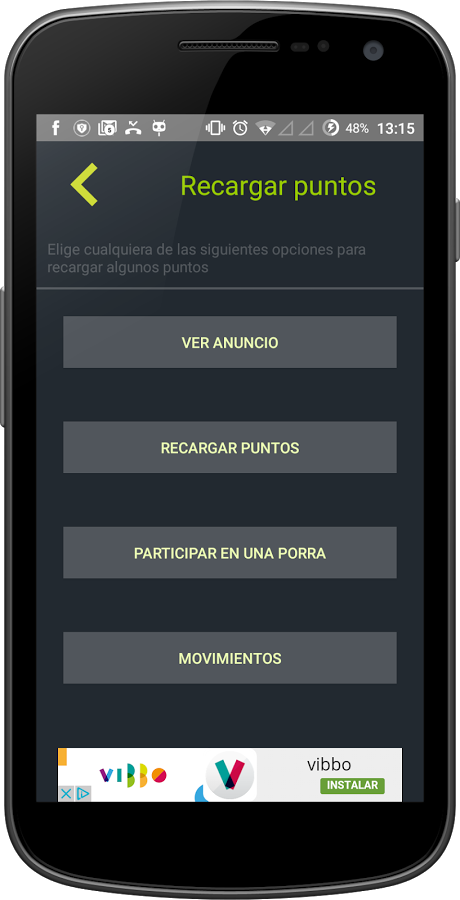 48% 13:15
Recargar puntos
Elige cualquiera de las siguientes opciones para
recargar algunos puntos
VER ANUNCIO
RECARGAR PUNTOS
PARTICIPAR EN UNA PORRA
MOVIMIENTOS
VIBBO
vibbo
INSTALAR